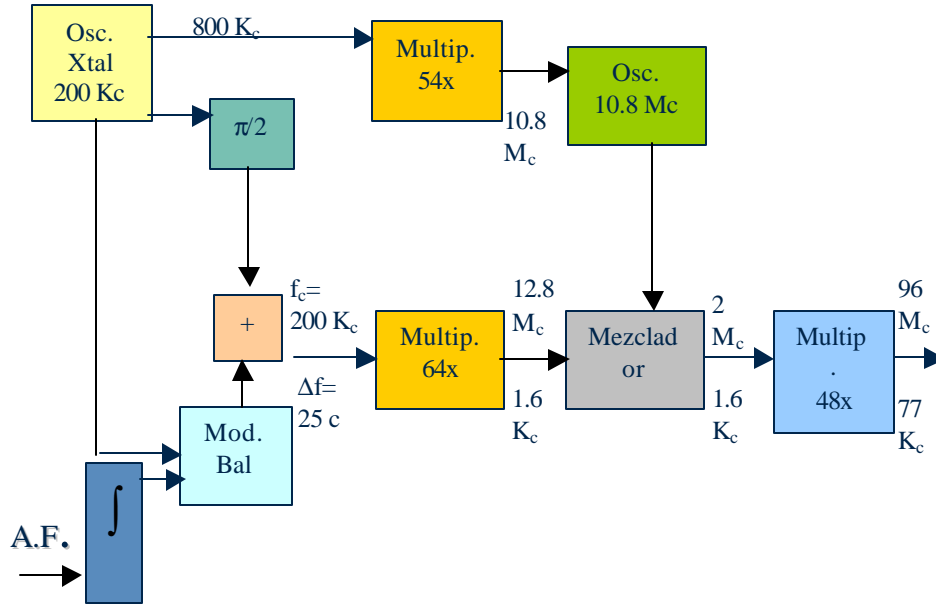 Osc.
Xtal
200 Kc
800 Kc
Multip.
54x
10.8
Mc
Osc.
10.8 Mc
π/2
+
fc=
200 Kc
Δf=
25 c
Multip.
64x
12.8
Mc
1.6
Kc
Mezclad
or
2
Mc
1.6
Kc
Multip
.
48x
96
Mc
77
Kc
Mod.
Bal
∫
A.F.